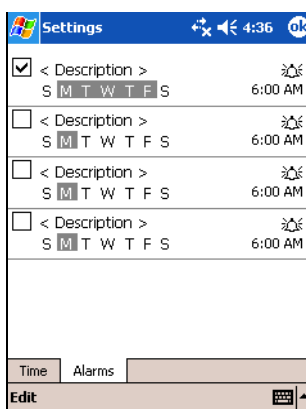 Settings 4:36 ok
< Description >
S M T W T F S 6:00 AM
< Description >
S M T W T F S 6:00 AM
< Description >
S M T W T F S 6:00 AM
< Description >
S M T W T F S 6:00 AM
Time Alarms
Edit